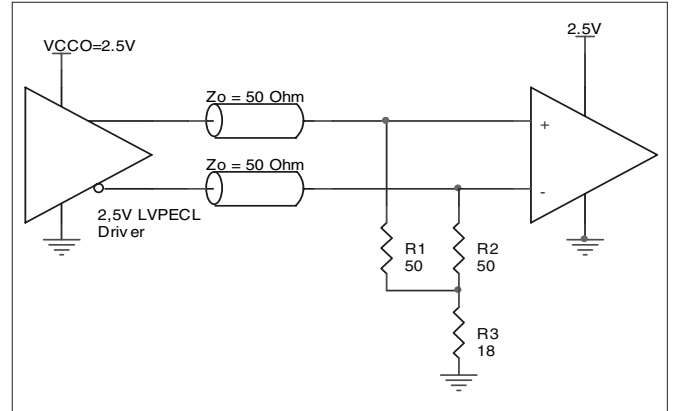 VCCO=2.5V
2.5V
Zo = 50 Ohm
+
Zo = 50 Ohm
-
2,5V LVPECL
Driver
R1
50
R2
50
R3
18